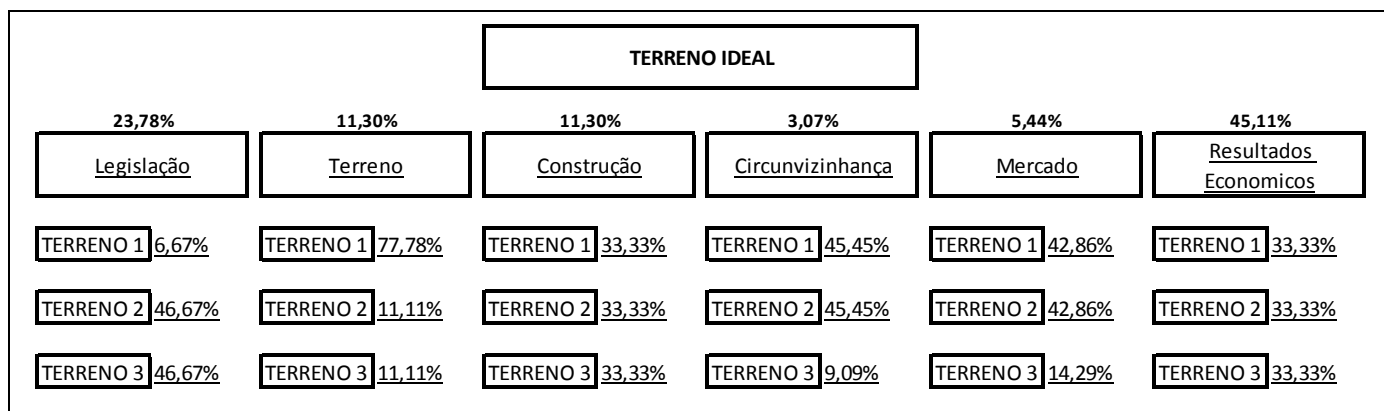 TERRENO IDEAL
23,78% 11,30% 11,30% 3,07% 5,44% 45,11%
Legislação Terreno Construção Circunvizinhança Mercado Resultados Economicos
TERRENO 1 6,67% TERRENO 1 77,78% TERRENO 1 33,33% TERRENO 1 45,45% TERRENO 1 42,86% TERRENO 1 33,33%
TERRENO 2 46,67% TERRENO 2 11,11% TERRENO 2 33,33% TERRENO 2 45,45% TERRENO 2 42,86% TERRENO 2 33,33%
TERRENO 3 46,67% TERRENO 3 11,11% TERRENO 3 33,33% TERRENO 3 9,09% TERRENO 3 14,29% TERRENO 3 33,33%